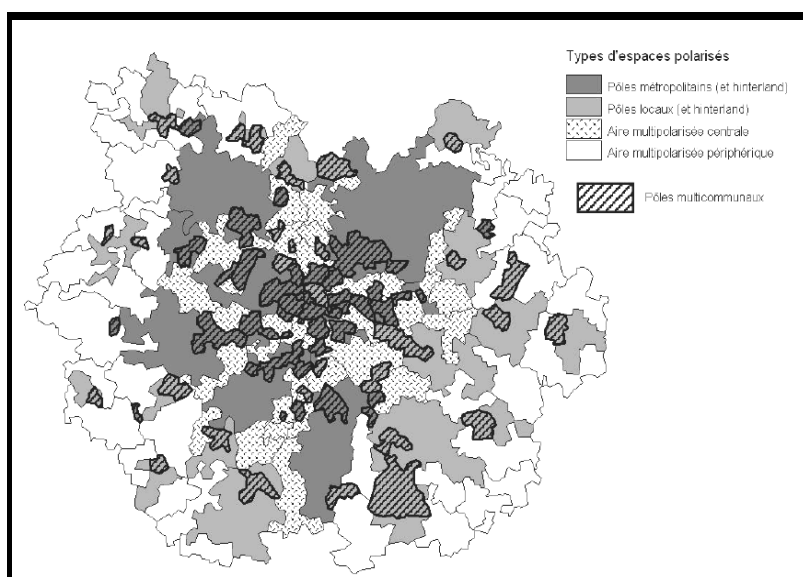 Types d'espaces polarisés
Pôles métropolitains (et hinterland)
Pôles locaux (et hinterland)
Aire multipolarisée centrale
Aire multipolarisée périphérique
Pôles multicommunaux